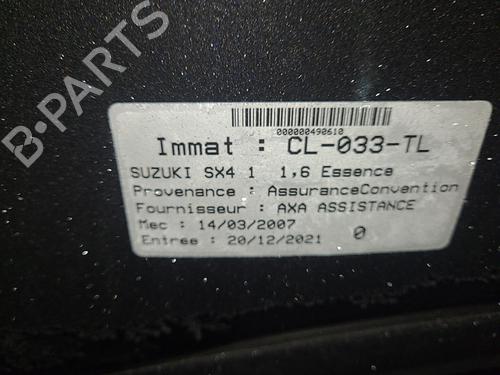 B-PARTS
000000490610
Immat : CL-033-TL
SUZUKI SX4 1 1,6 Essence
Provenance : AssuranceConvention
Fournisseur : AXA ASSISTANCE
Mec : 14/03/2007
Entree : 20/12/2021 0